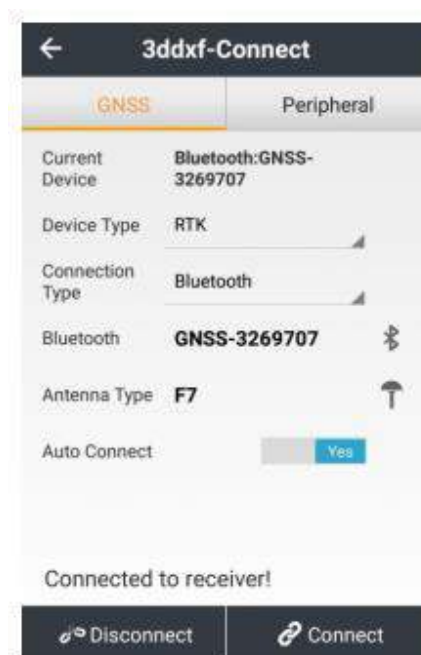 3ddxf-Connect
GNSS Peripheral
Current Device Bluetooth:GNSS-3269707
Device Type RTK
Connection Type Bluetooth
Bluetooth GNSS-3269707
Antenna Type F7
Auto Connect Yes
Connected to receiver!
Disconnect Connect